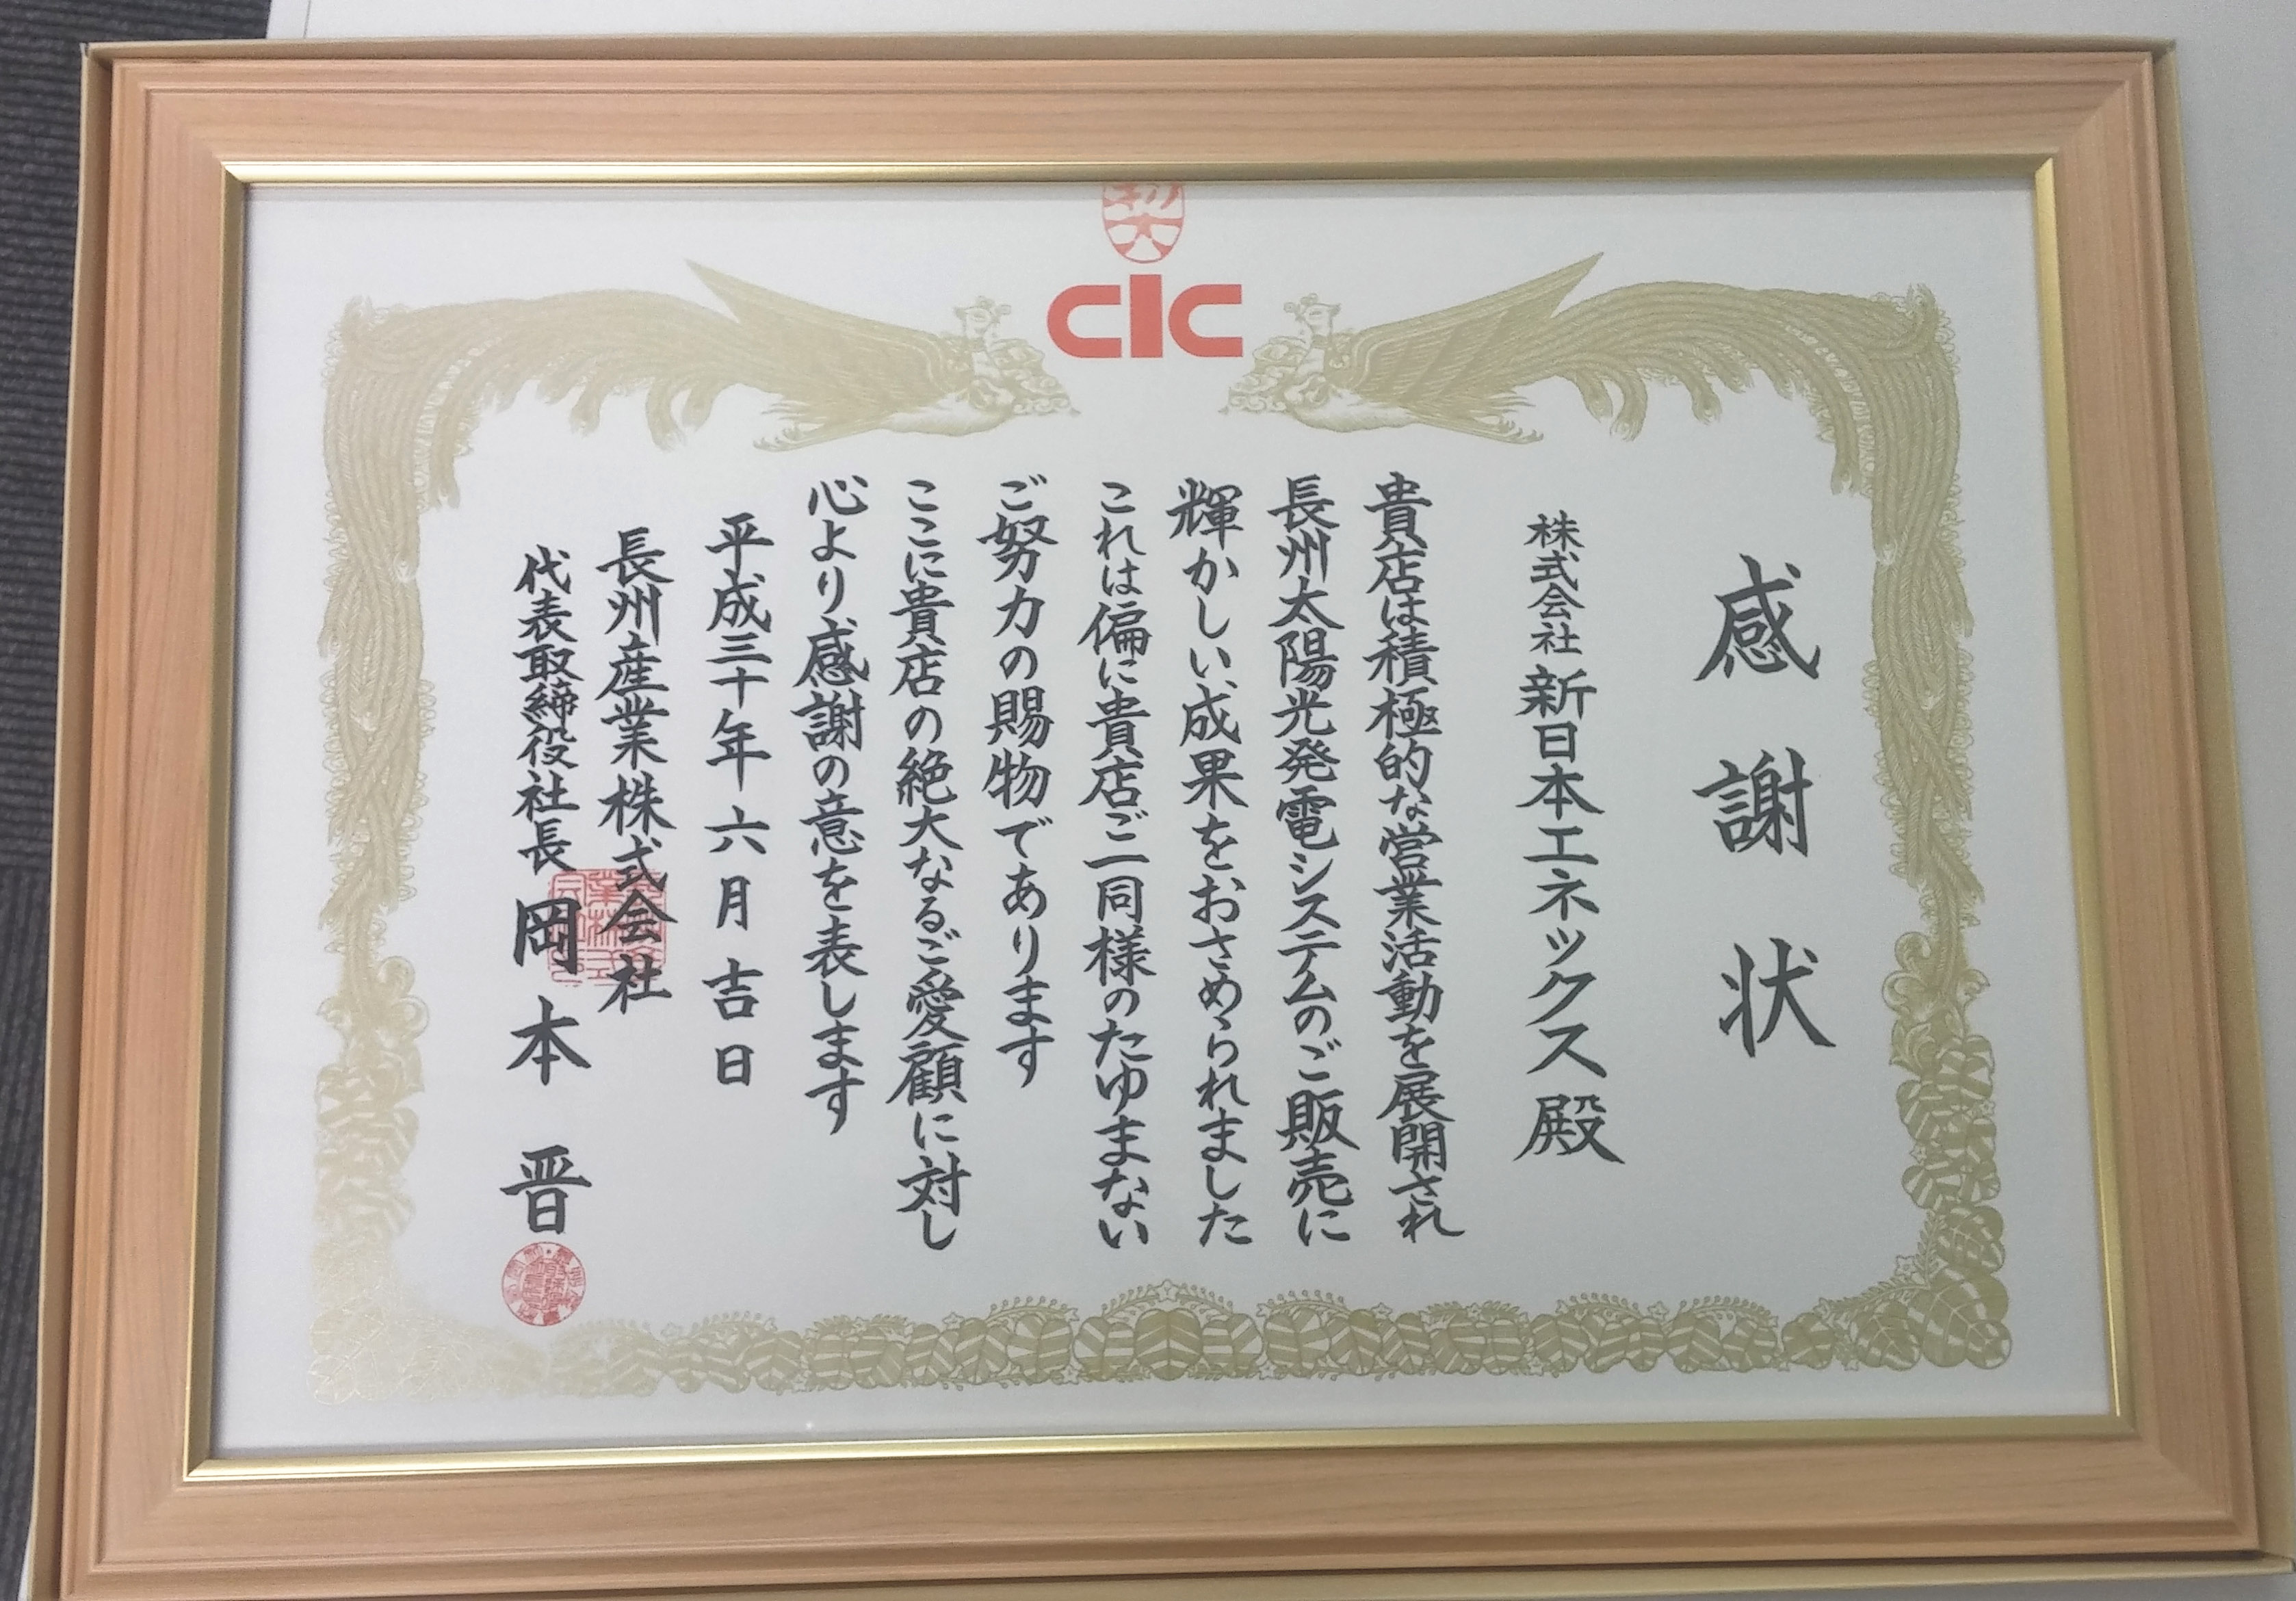 CIC
感謝状
株式会社 新日本エネックス 殿
貴店は積極的な営業活動を展開され
長州太陽光発電システムのご販売に
輝かしい成果をおさめられました
これは偏に貴店ご一同様のたゆまない
ご努力の賜物であります
ここに貴店の絶大なるご愛顧に対し
心より感謝の意を表します
平成三十年六月吉日
長州産業株式会社
代表取締役社長 岡本 晋